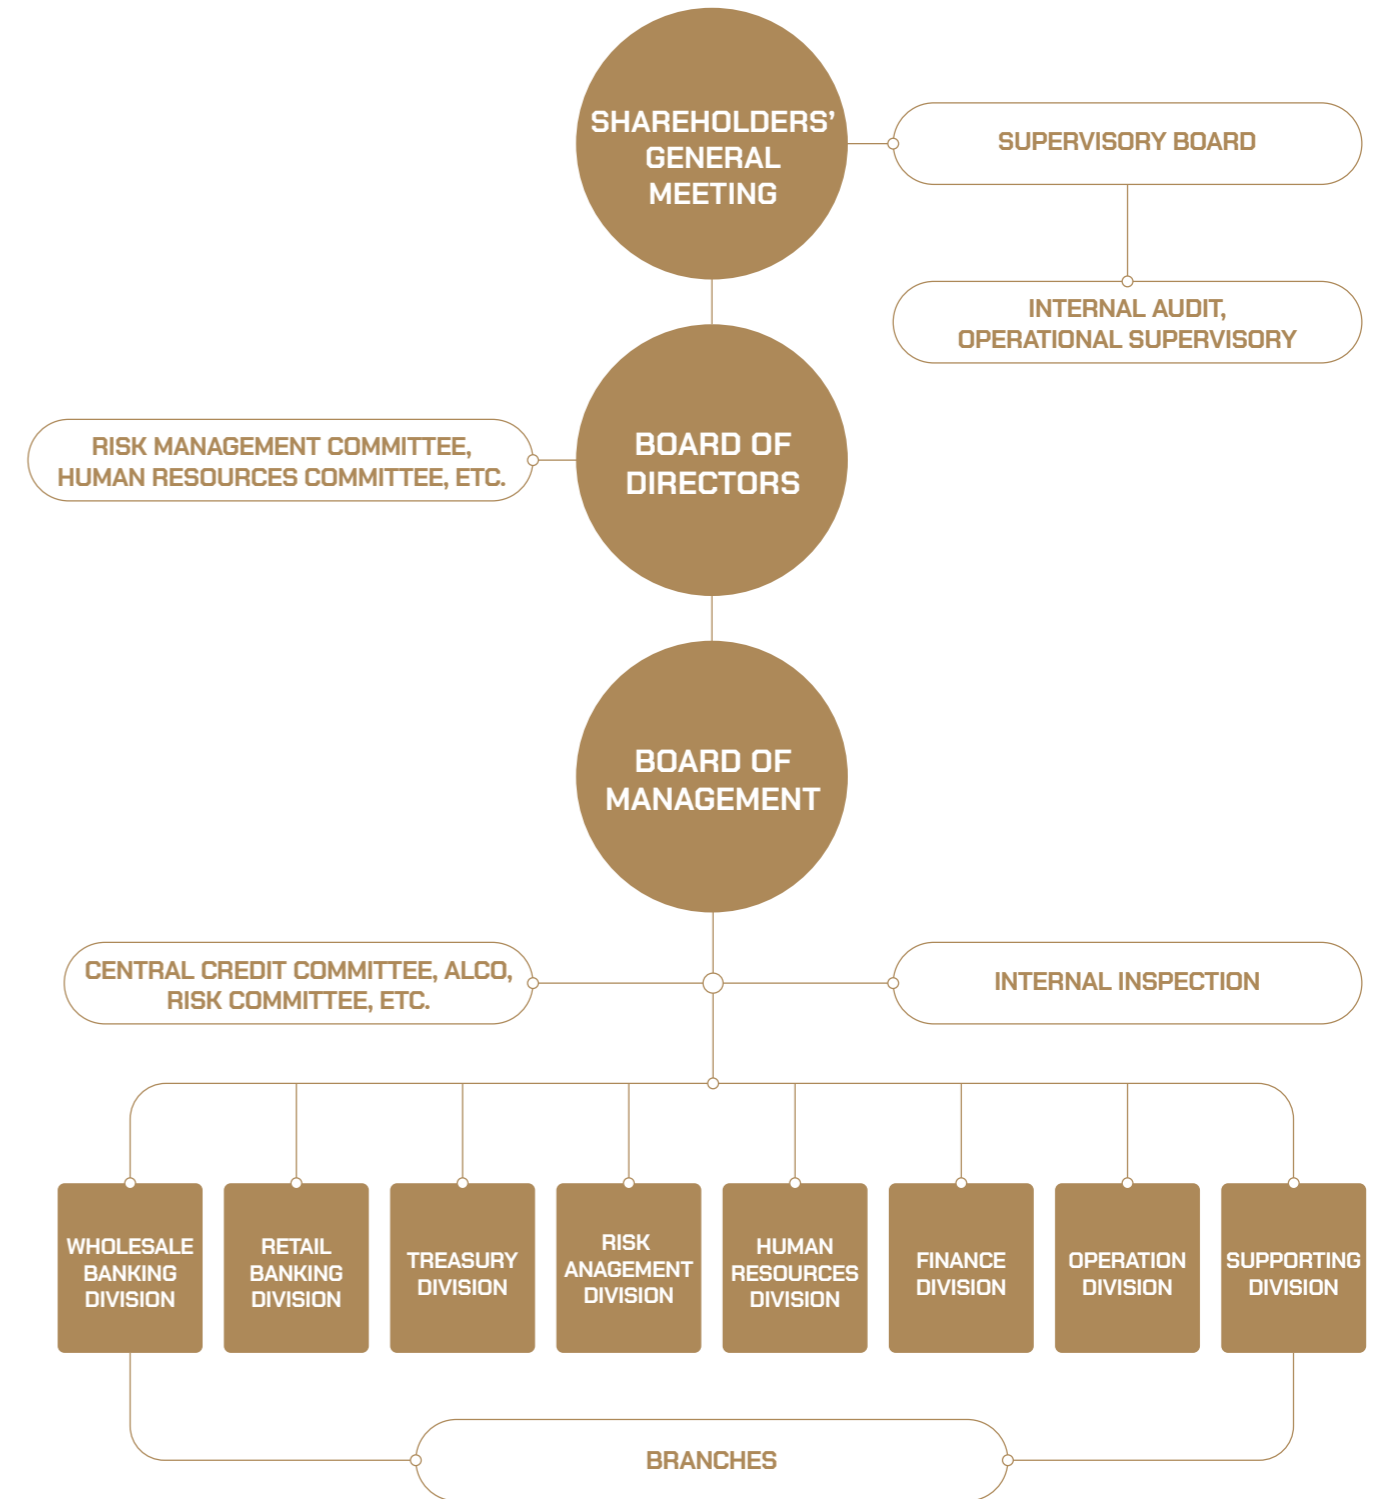 SHAREHOLDERS’
GENERAL
MEETING
SUPERVISORY BOARD
INTERNAL AUDIT,
OPERATIONAL SUPERVISORY
RISK MANAGEMENT COMMITTEE,
HUMAN RESOURCES COMMITTEE, ETC.
BOARD OF
DIRECTORS
BOARD OF
MANAGEMENT
CENTRAL CREDIT COMMITTEE, ALCO,
RISK COMMITTEE, ETC.
INTERNAL INSPECTION
WHOLESALE
BANKING
DIVISION
RETAIL
BANKING
DIVISION
TREASURY
DIVISION
RISK
ANAGEMENT
DIVISION
HUMAN
RESOURCES
DIVISION
FINANCE
DIVISION
OPERATION
DIVISION
SUPPORTING
DIVISION
BRANCHES